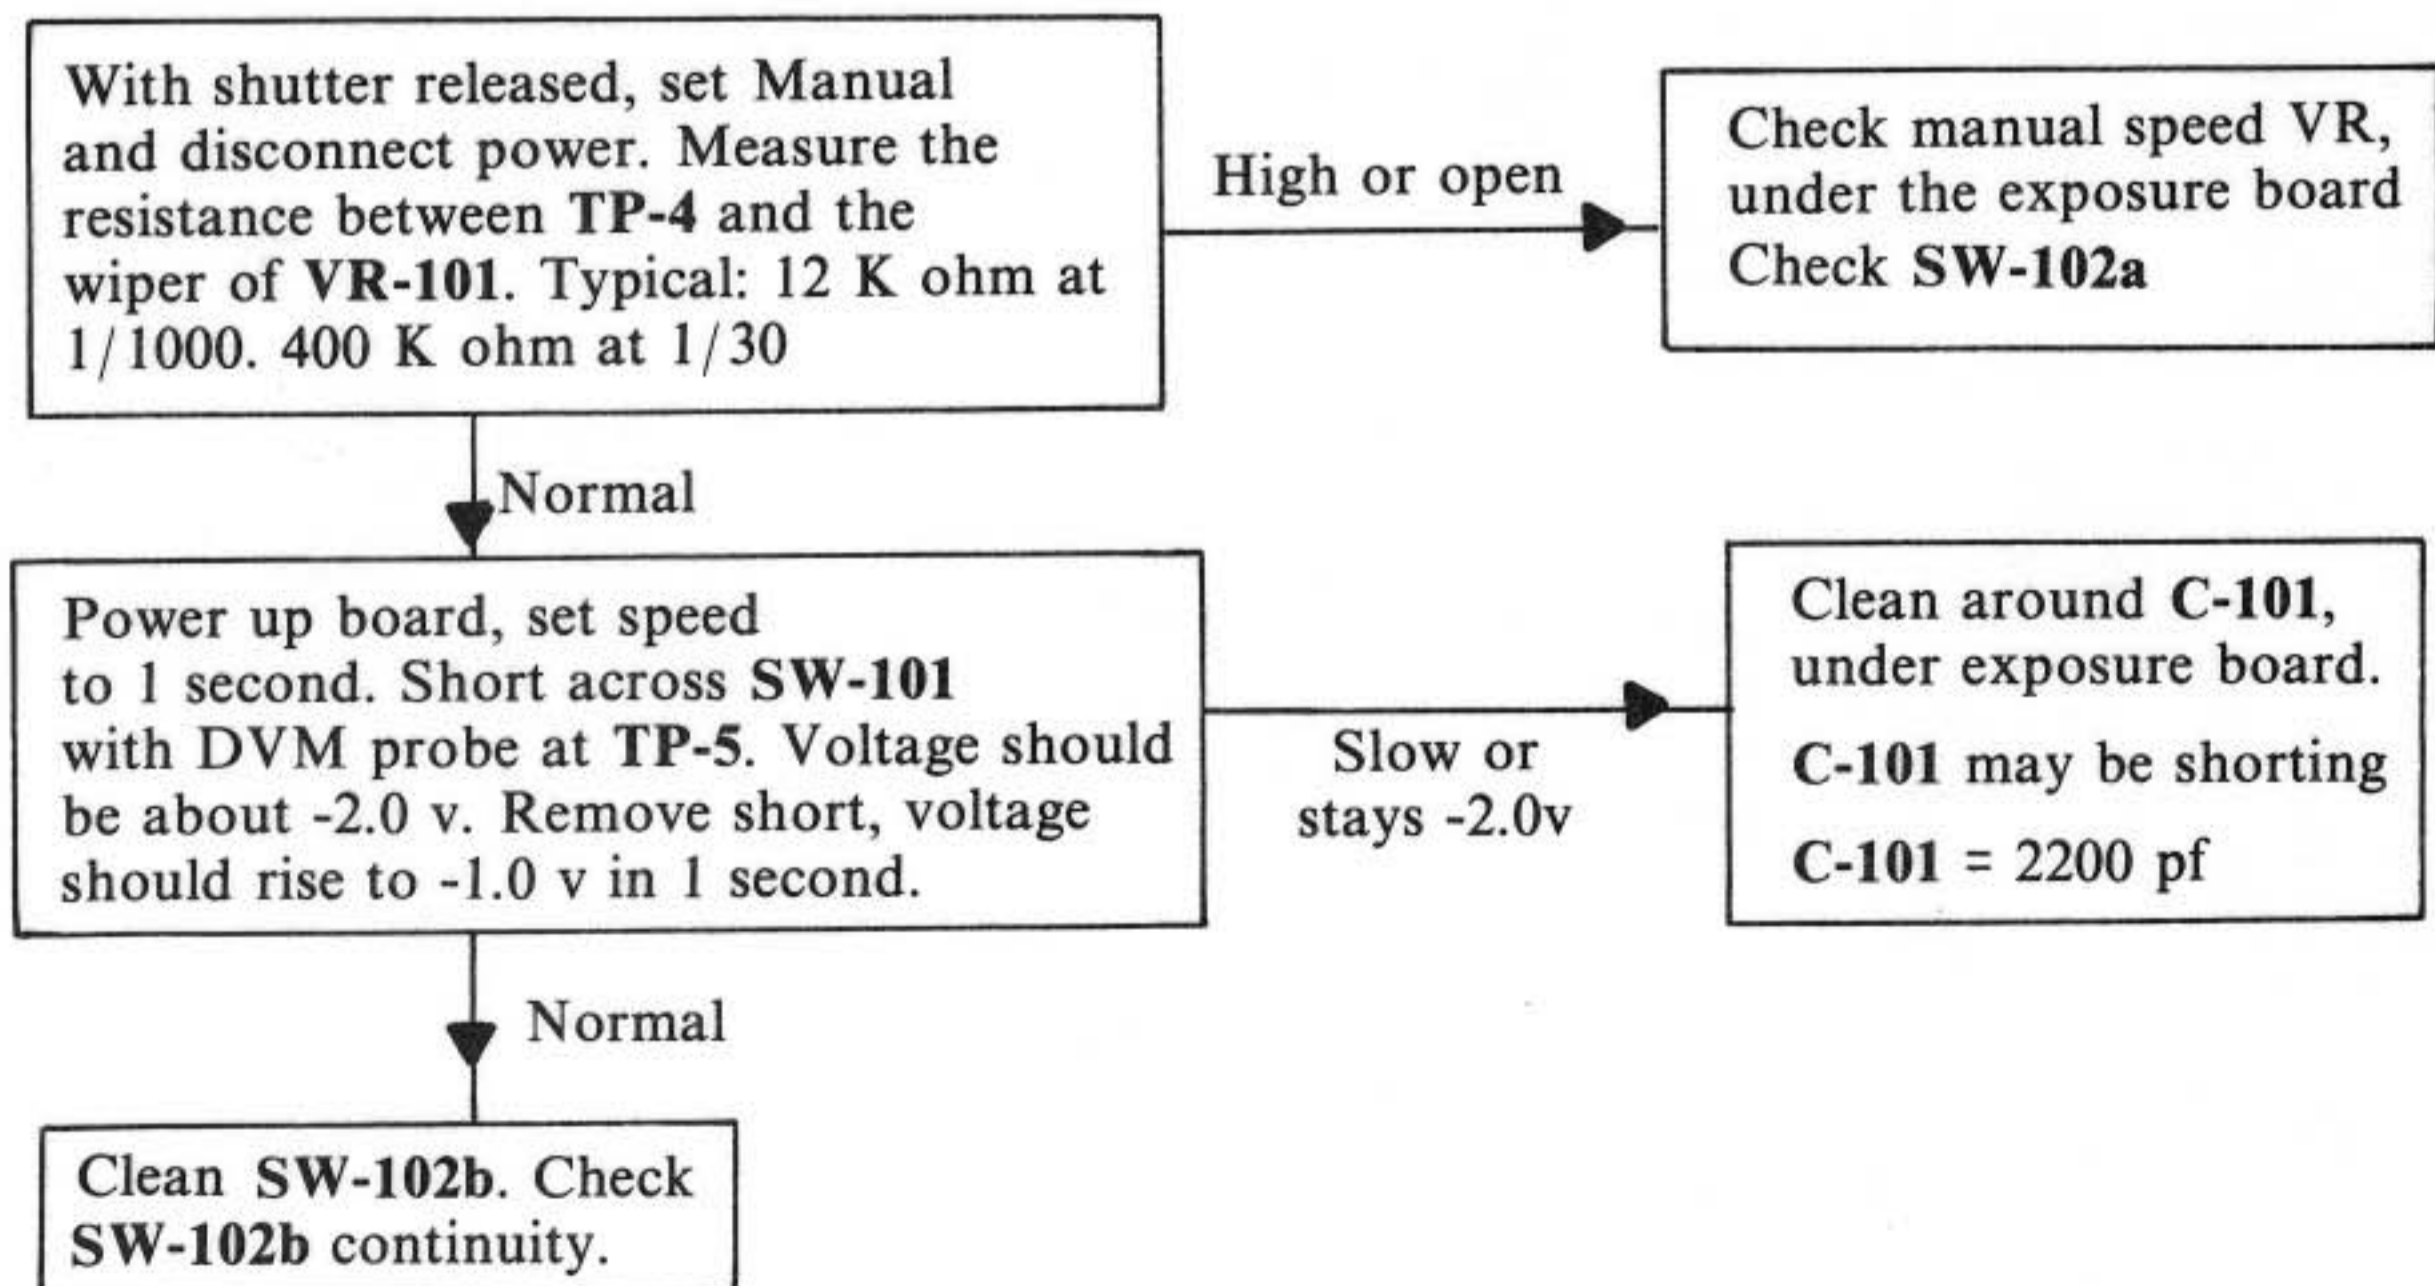 With shutter released, set Manual
and disconnect power. Measure the
resistance between TP-4 and the
wiper of VR-101. Typical: 12 K ohm at
1/1000. 400 K ohm at 1/30
High or open
Check manual speed VR,
under the exposure board
Check SW-102a
Normal
Power up board, set speed
to 1 second. Short across SW-101
with DVM probe at TP-5. Voltage should
be about -2.0 v. Remove short, voltage
should rise to -1.0 v in 1 second.
Slow or
stays -2.0v
Clean around C-101,
under exposure board.
C-101 may be shorting
C-101 = 2200 pf
Normal
Clean SW-102b. Check
SW-102b continuity.